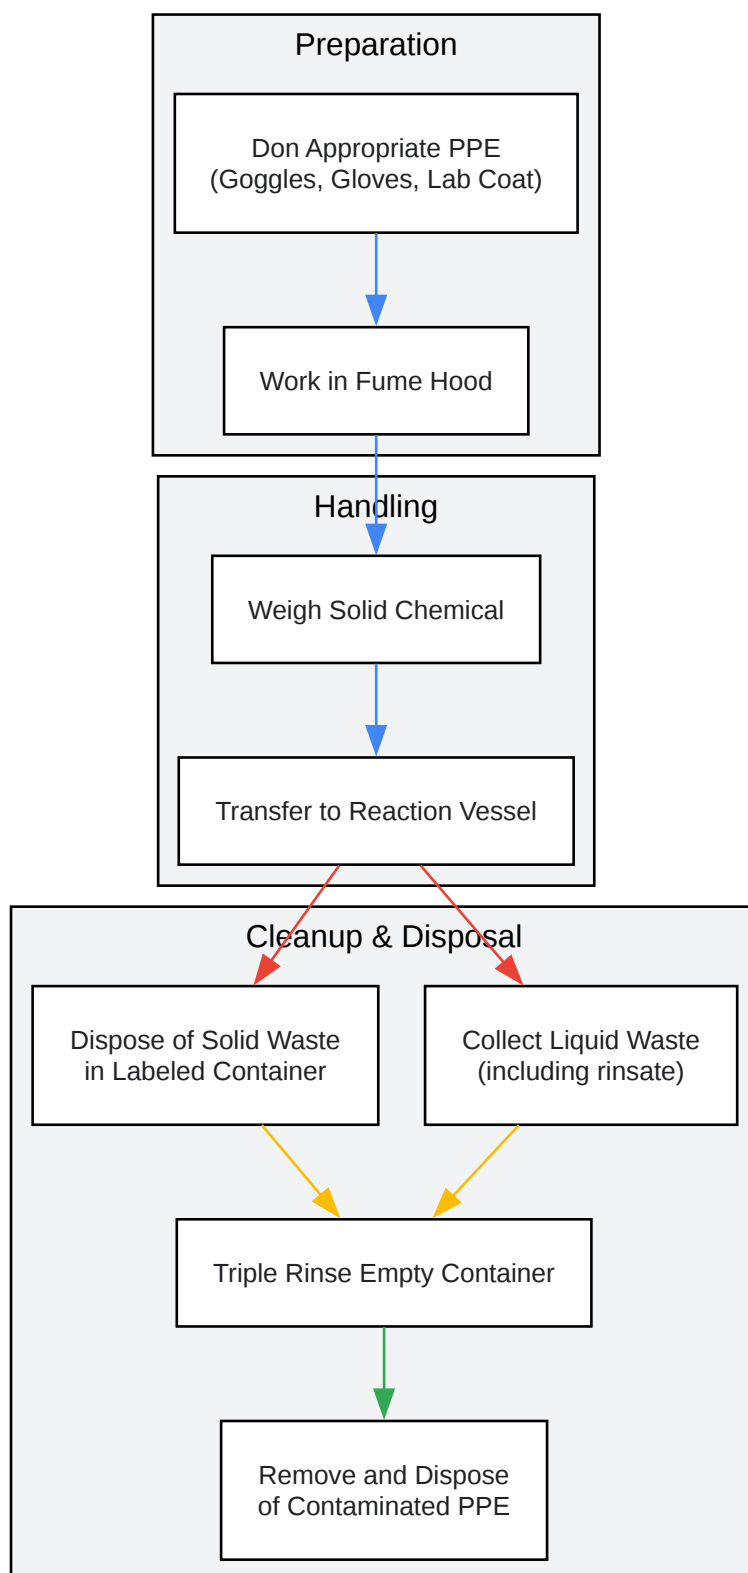 Preparation
Don Appropriate PPE
(Goggles, Gloves, Lab Coat)
Work in Fume Hood
Handling
Weigh Solid Chemical
Transfer to Reaction Vessel
Cleanup & Disposal
Dispose of Solid Waste
in Labeled Container
Collect Liquid Waste
(including rinsate)
Triple Rinse Empty Container
Remove and Dispose
of Contaminated PPE